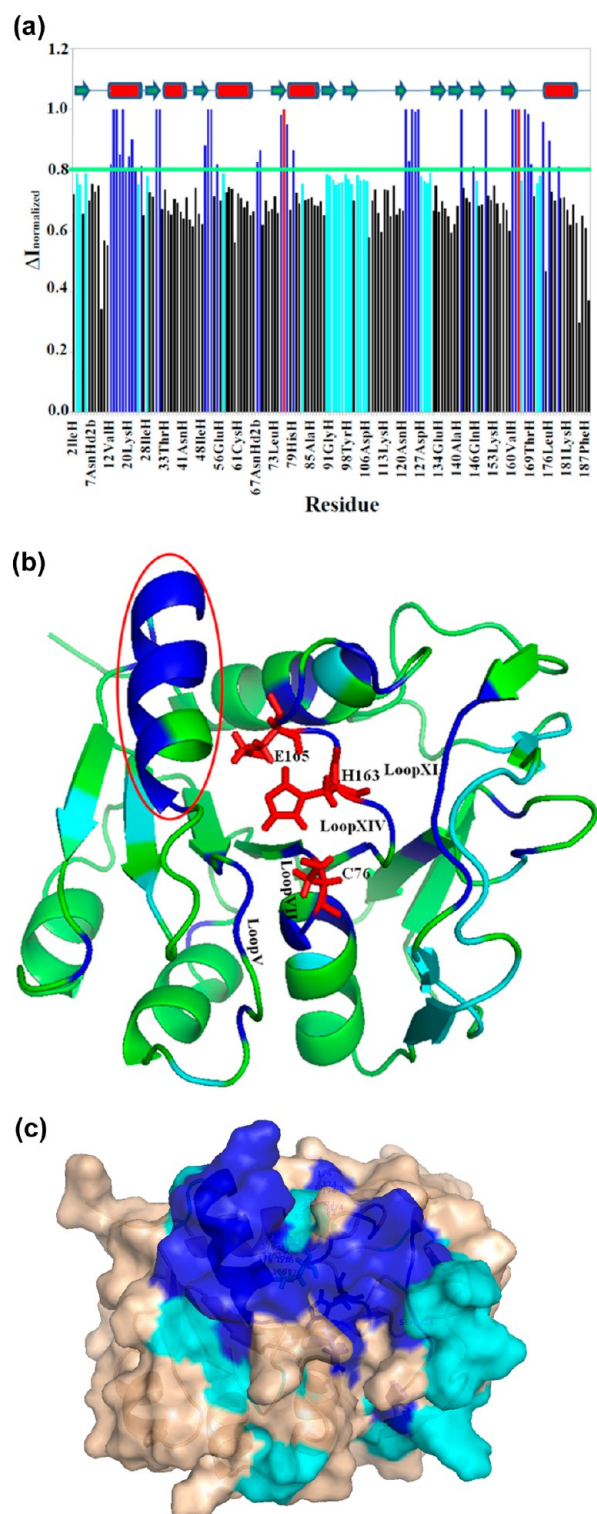 (a)
1.2
1.0
0.8
0.6
0.4
0.2
0.0
ΔInormalized
2IleH
7AsnHd2b
12ValH
20LysH
28IleH
33ThrH
41AsnH
48IleH
56GluH
61CysH
67AsnHd2b
73LeuH
79HisH
85AlaH
91GlyH
98TyrH
106AspH
113LysH
120AsnH
127AspH
134GluH
140AlaH
146GlnH
153LysH
160ValH
169ThrH
176LeuH
181LysH
187PheH
Residue
(b)
E165
H163
LoopXI
LoopXIV
C76
LoopVII
LoopV
(c)